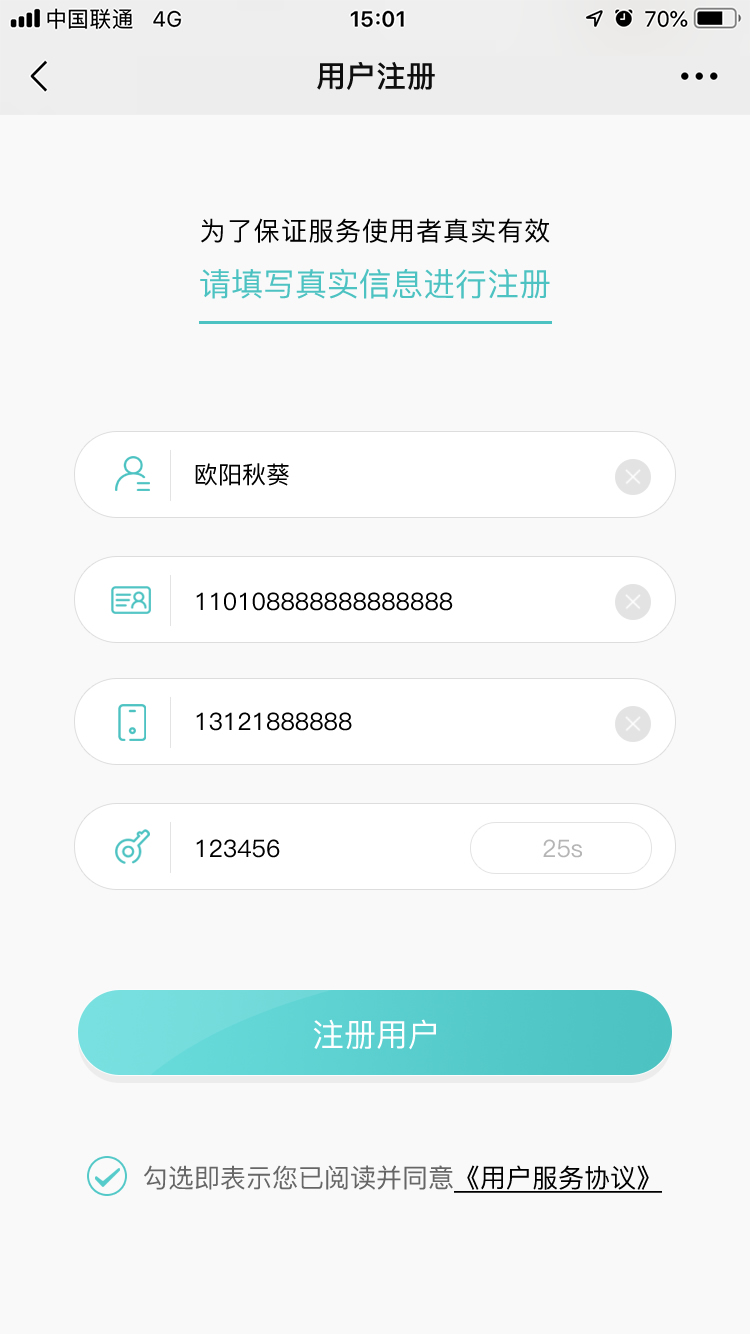 中国联通 4G 15:01 70%
用户注册
为了保证服务使用者真实有效
请填写真实信息进行注册
欧阳秋葵
110108888888888888
13121888888
123456 25s
注册用户
勾选即表示您已阅读并同意《用户服务协议》